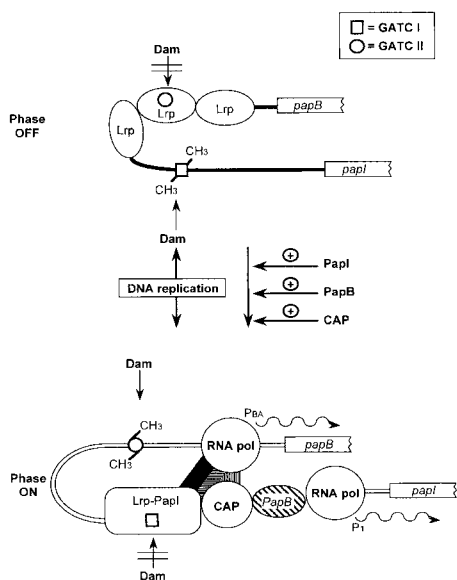 = GATC I
= GATC II
Dam
Phase
OFF
Lrp
Lrp
Lrp
papB
CH3
CH3
papI
Dam
DNA replication
+
PapI
+
PapB
+
CAP
Dam
PBA
CH3
CH3
RNA pol
papB
Phase
ON
Lrp-PapI
CAP
PapB
RNA pol
papI
P1
Dam